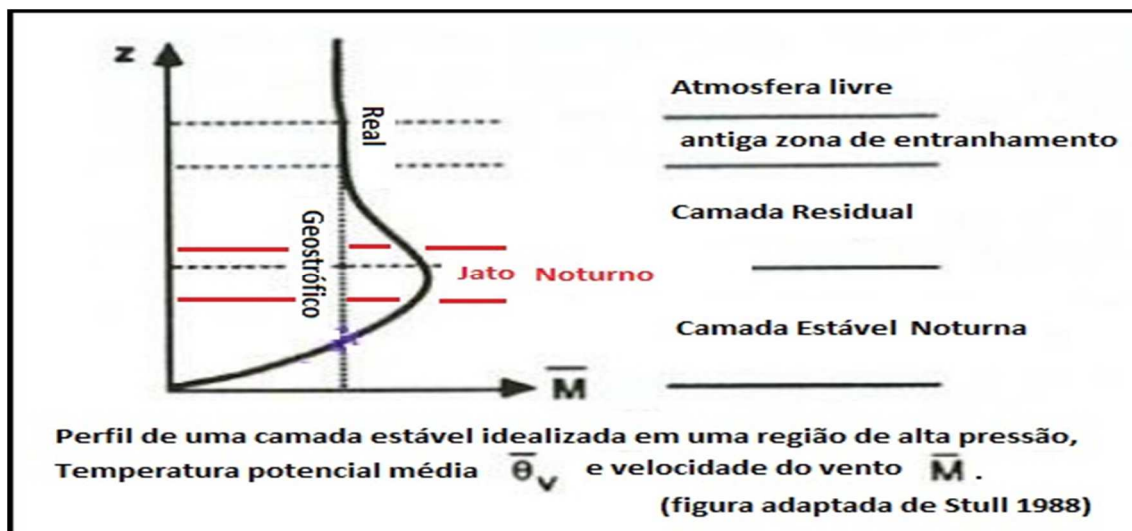 z
Atmosfera livre
Real
antiga zona de entranhamento
Camada Residual
Geostrófico
Jato Noturno
Camada Estável Noturna
M̅
Perfil de uma camada estável idealizada em uma região de alta pressão,
Temperatura potencial média θ̅ᵥ e velocidade do vento M̅ .
(figura adaptada de Stull 1988)